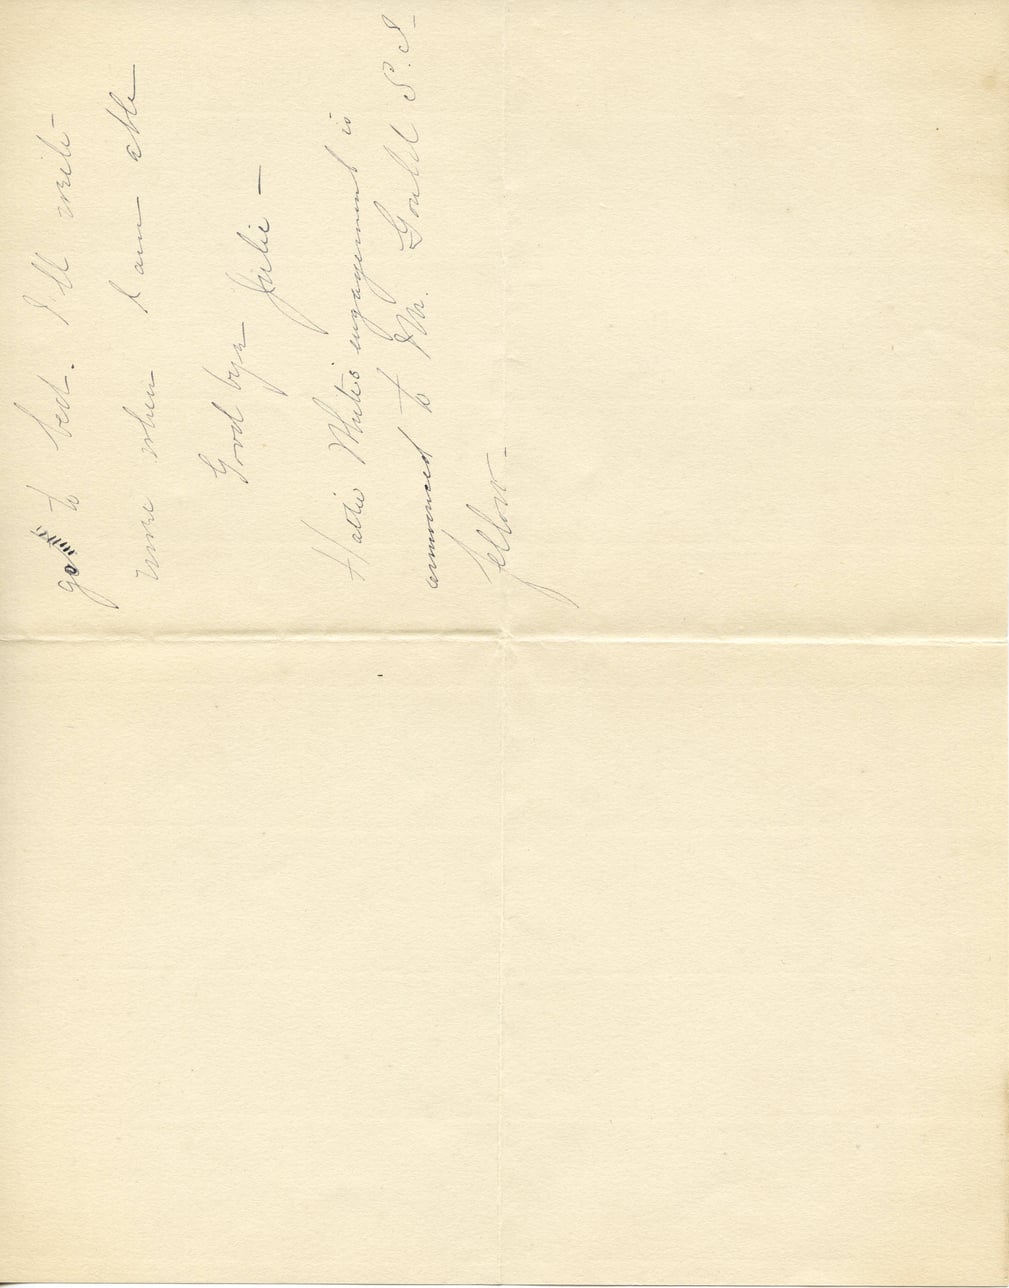 go to bed. I'll write
more when I am able
Good bye Julie —
Hattie White's engagement is
announced to Mr. Gould S. S.
fellow.